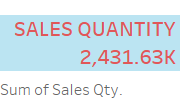 SALES QUANTITY
2,431.63K
Sum of Sales Qty.